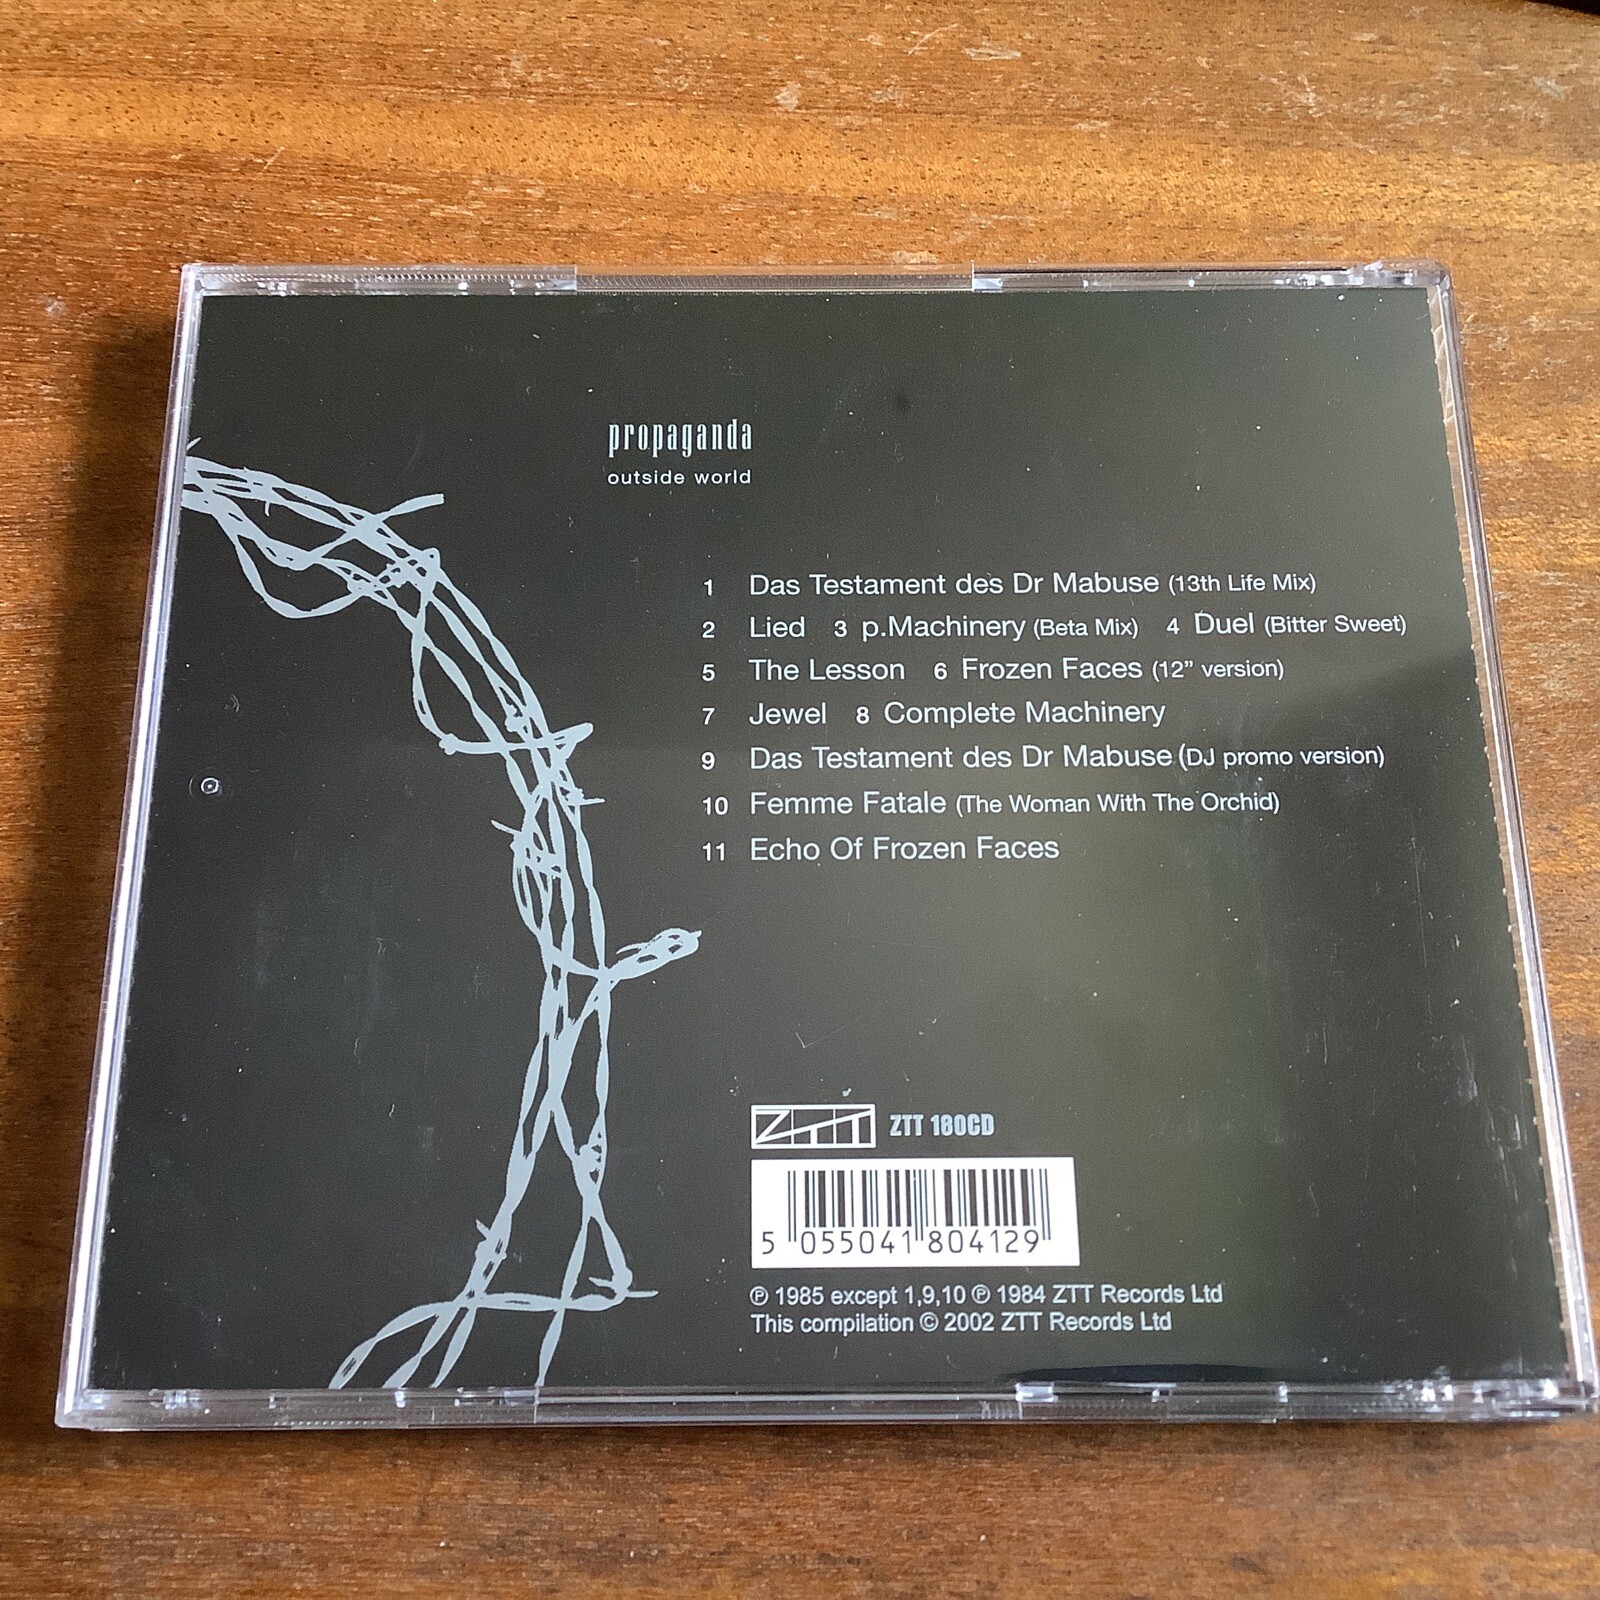 propaganda
outside world
1 Das Testament des Dr Mabuse (13th Life Mix)
2 Lied 3 p.Machinery (Beta Mix) 4 Duel (Bitter Sweet)
5 The Lesson 6 Frozen Faces (12” version)
7 Jewel 8 Complete Machinery
9 Das Testament des Dr Mabuse (DJ promo version)
10 Femme Fatale (The Woman With The Orchid)
11 Echo Of Frozen Faces
ZTT ZTT 180CD
5 055041 804129
℗ 1985 except 1,9,10 ℗ 1984 ZTT Records Ltd
This compilation © 2002 ZTT Records Ltd